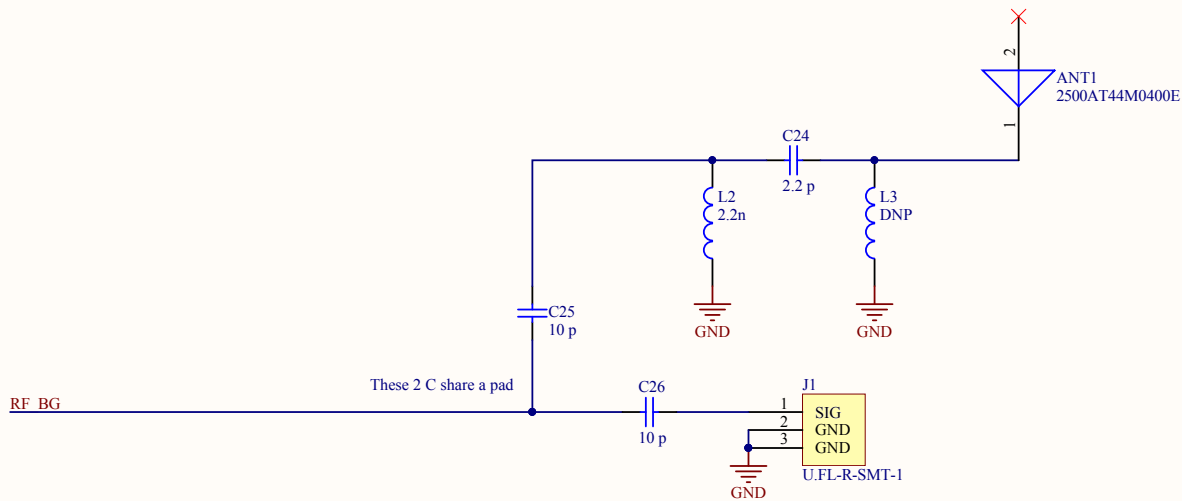 2
ANT1
2500AT44M0400E
1
C24
2.2 p
L2
2.2n
L3
DNP
GND
GND
C25
10 p
These 2 C share a pad
RF_BG
C26
10 p
J1
1
SIG
2
GND
3
GND
U.FL-R-SMT-1
GND